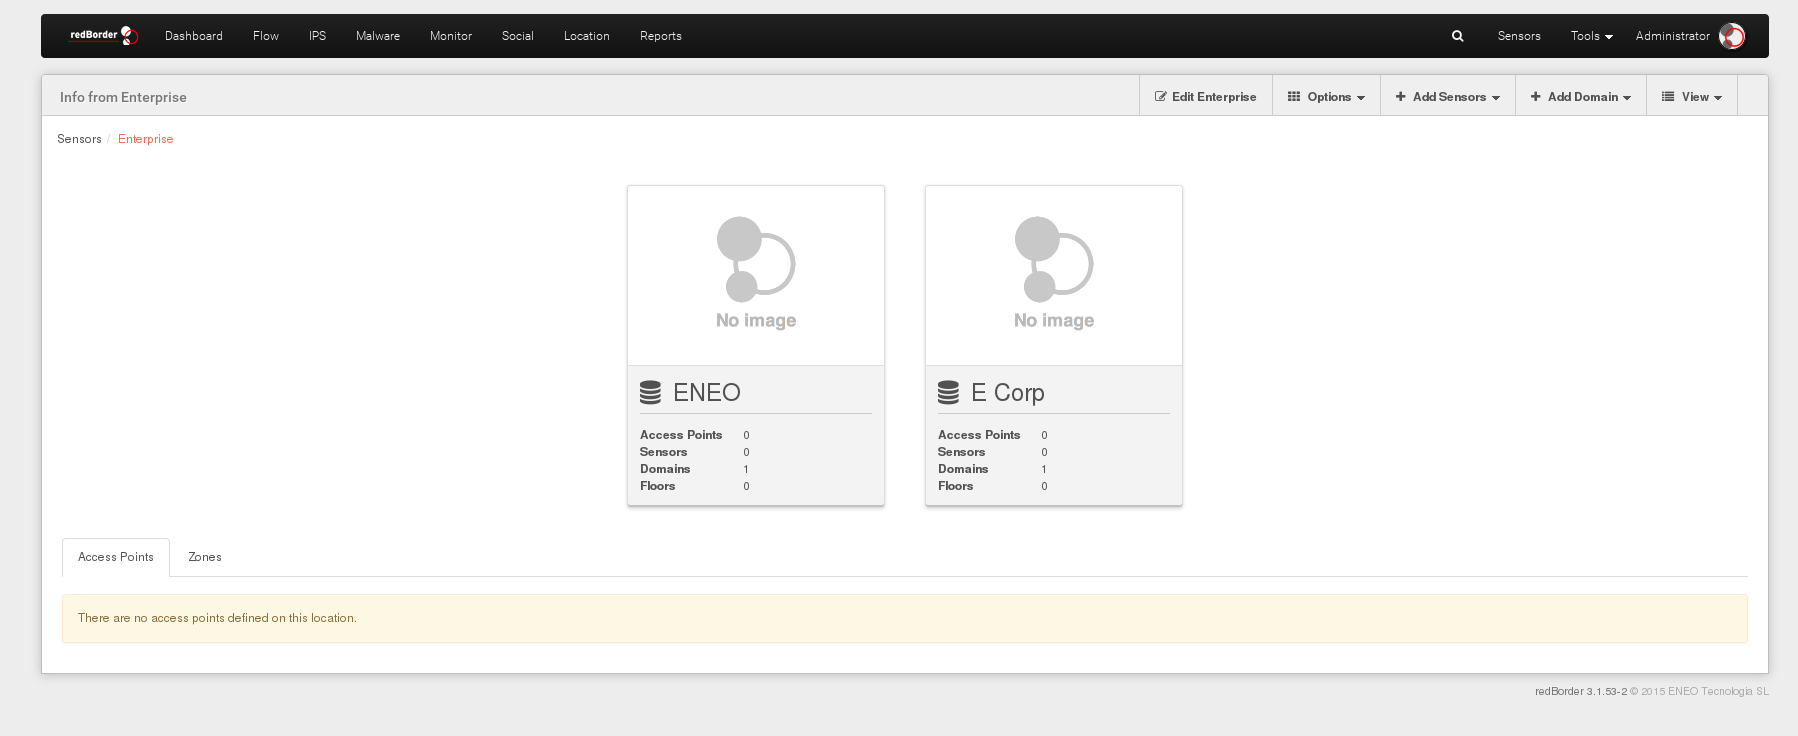 redBorder Dashboard Flow IPS Malware Monitor Social Location Reports Sensors Tools Administrator
Info from Enterprise Edit Enterprise Options Add Sensors Add Domain View
Sensors / Enterprise
No image No image
ENEO E Corp
Access Points 0 Access Points 0
Sensors 0 Sensors 0
Domains 1 Domains 1
Floors 0 Floors 0
Access Points Zones
There are no access points defined on this location.
redBorder 3.1.53-2 © 2015 ENEO Tecnologia SL